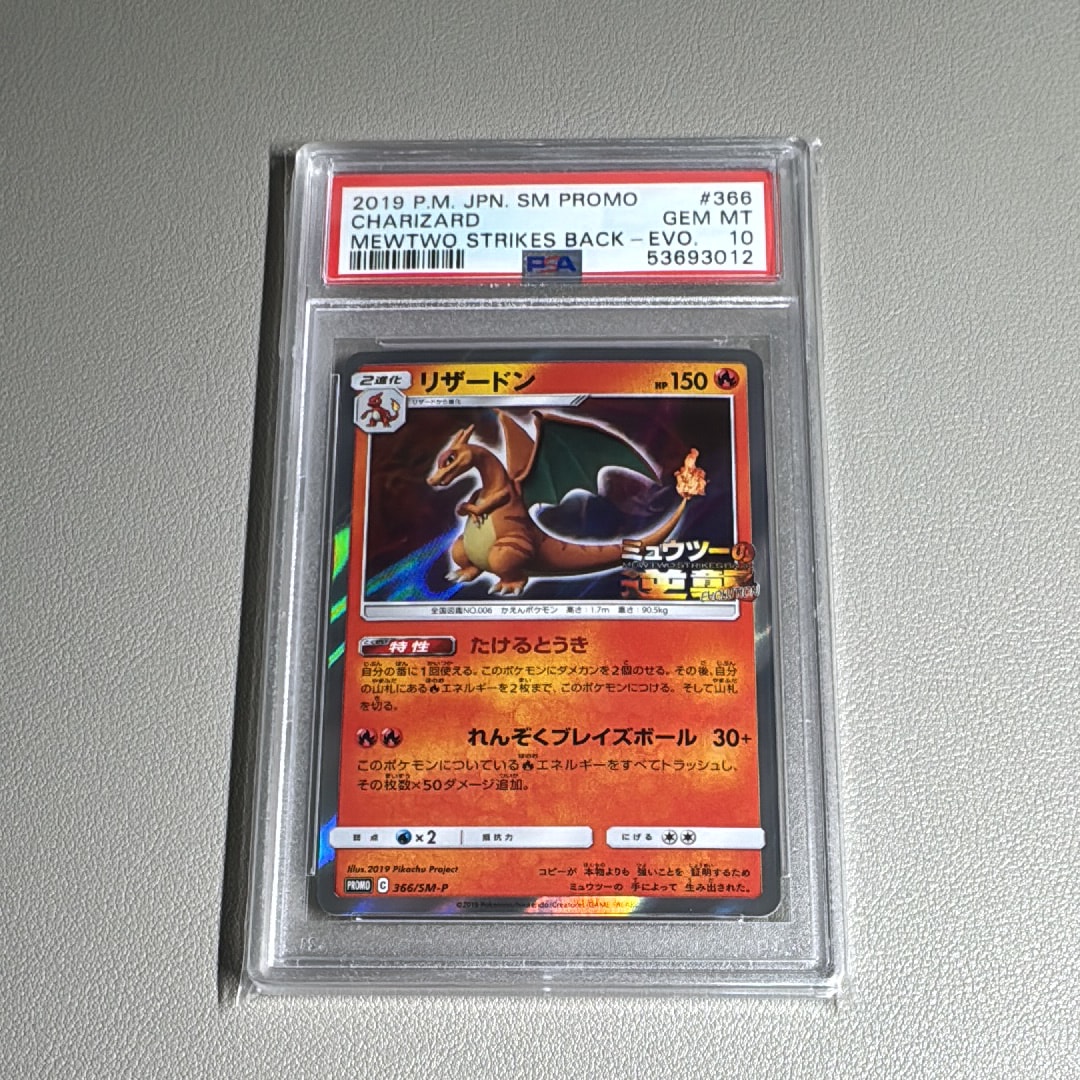 2019 P.M. JPN. SM PROMO #366
CHARIZARD GEM MT
MEWTWO STRIKES BACK – EVO. 10
53693012
PSA
2進化 リザードン HP 150
リザードから進化
ミュウツーの
MEWTWO STRIKES BACK
逆襲
EVOLUTION
全国図鑑NO.006 かえんポケモン 高さ：1.7m 重さ：90.5kg
特性 たけるとうき
自分の番に1回使える。このポケモンにダメカンを2個のせる。その後、自分
の山札にあるエネルギーを2枚まで、このポケモンにつける。そして山札
を切る。
れんぞくブレイズボール 30+
このポケモンについているエネルギーをすべてトラッシュし、
その枚数×50ダメージ追加。
弱点 ×2 抵抗力 にげる
Illus.2019 Pikachu Project
コピーが 本物よりも 強いことを 証明するため
PROMO C 366/SM-P
ミュウツーの 手によって 生み出された。
©2019 Pokémon/Nintendo/Creatures/GAME FREAK